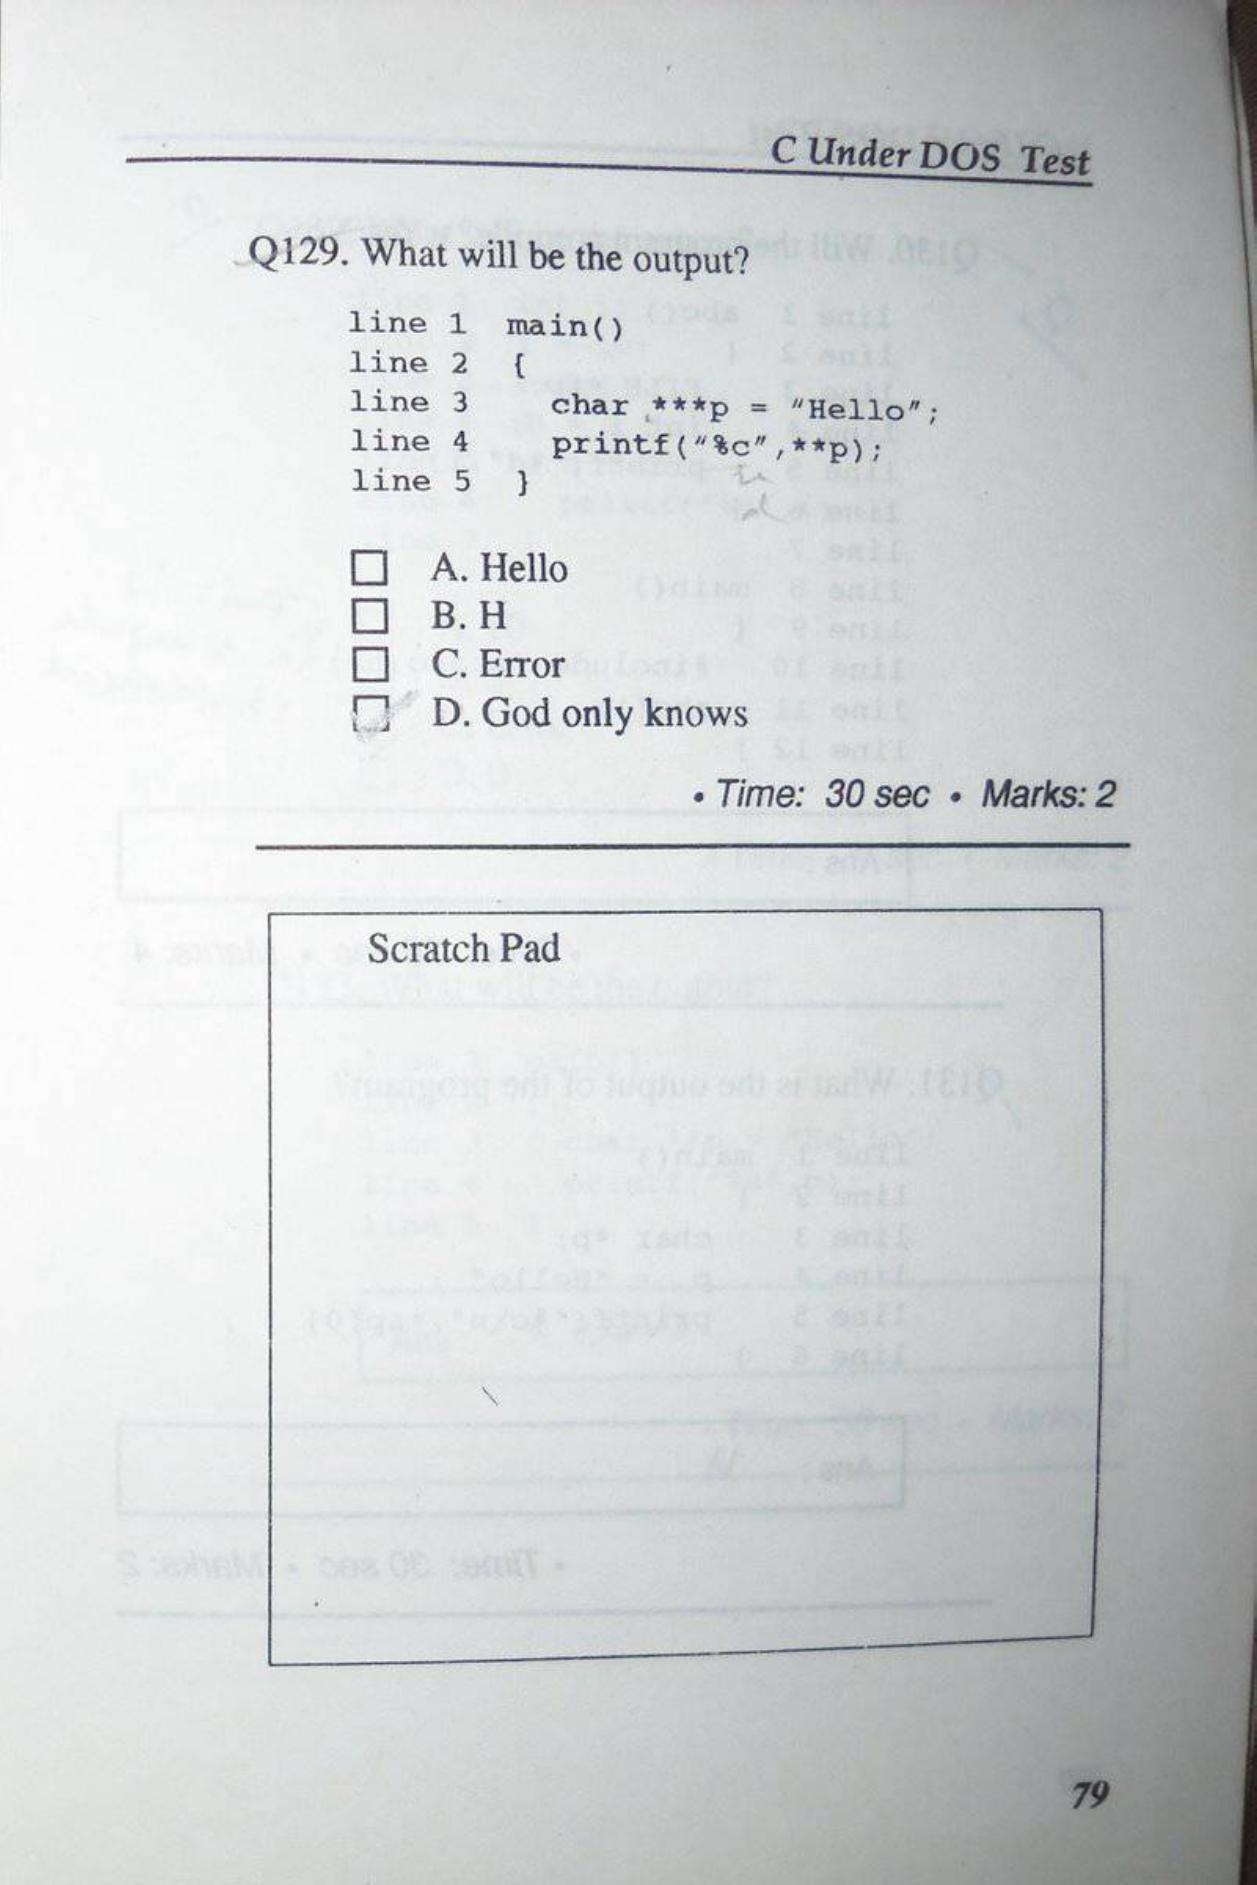 C Under DOS Test
Q129. What will be the output?
line 1 main()
line 2 {
line 3 char ***p = "Hello";
line 4 printf("%c",**p);
line 5 }
A. Hello
B. H
C. Error
D. God only knows
• Time: 30 sec • Marks: 2
Scratch Pad
79